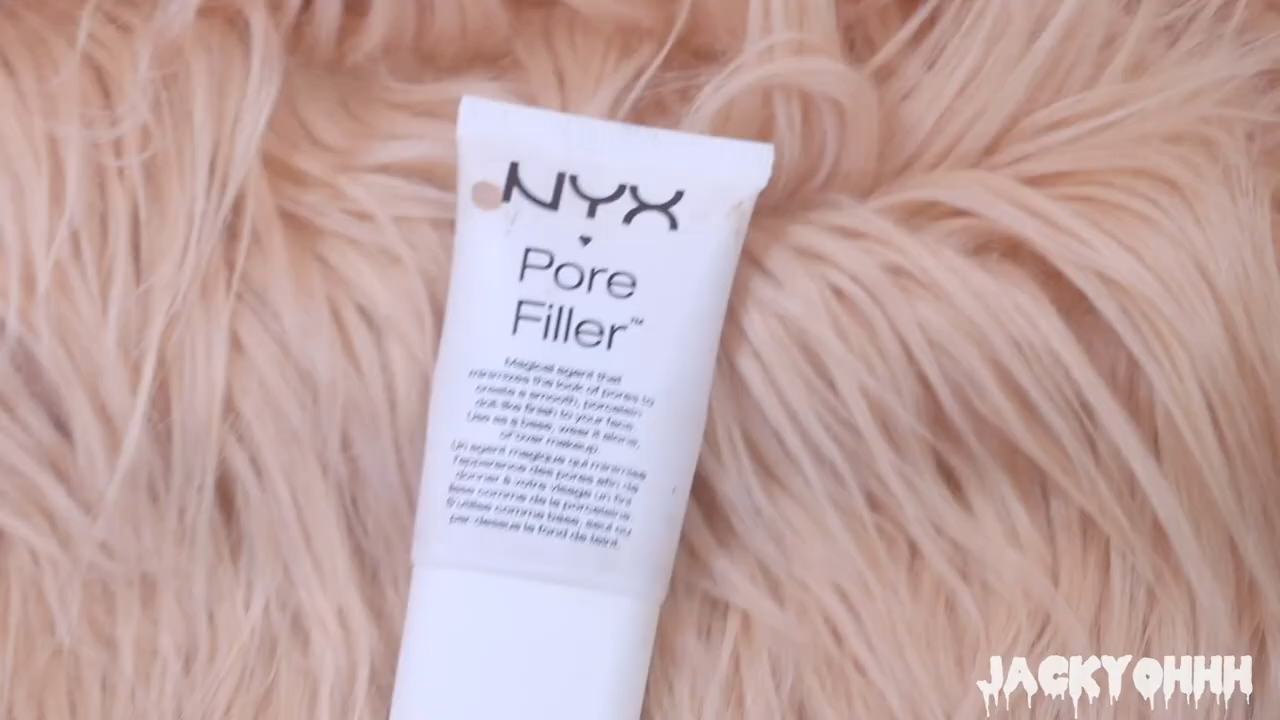 NYX
Pore
Filler™
Magical agent that
minimizes the look of pores to
create a smooth, porcelain
doll-like finish to your face.
Use as a base, wear it alone,
or over makeup.
Un agent magique qui minimise
l'apparence des pores afin de
donner à votre visage un fini
lisse comme de la porcelaine.
Utilisé comme base, seul ou
par-dessus le fond de teint.
JACKYOHHH